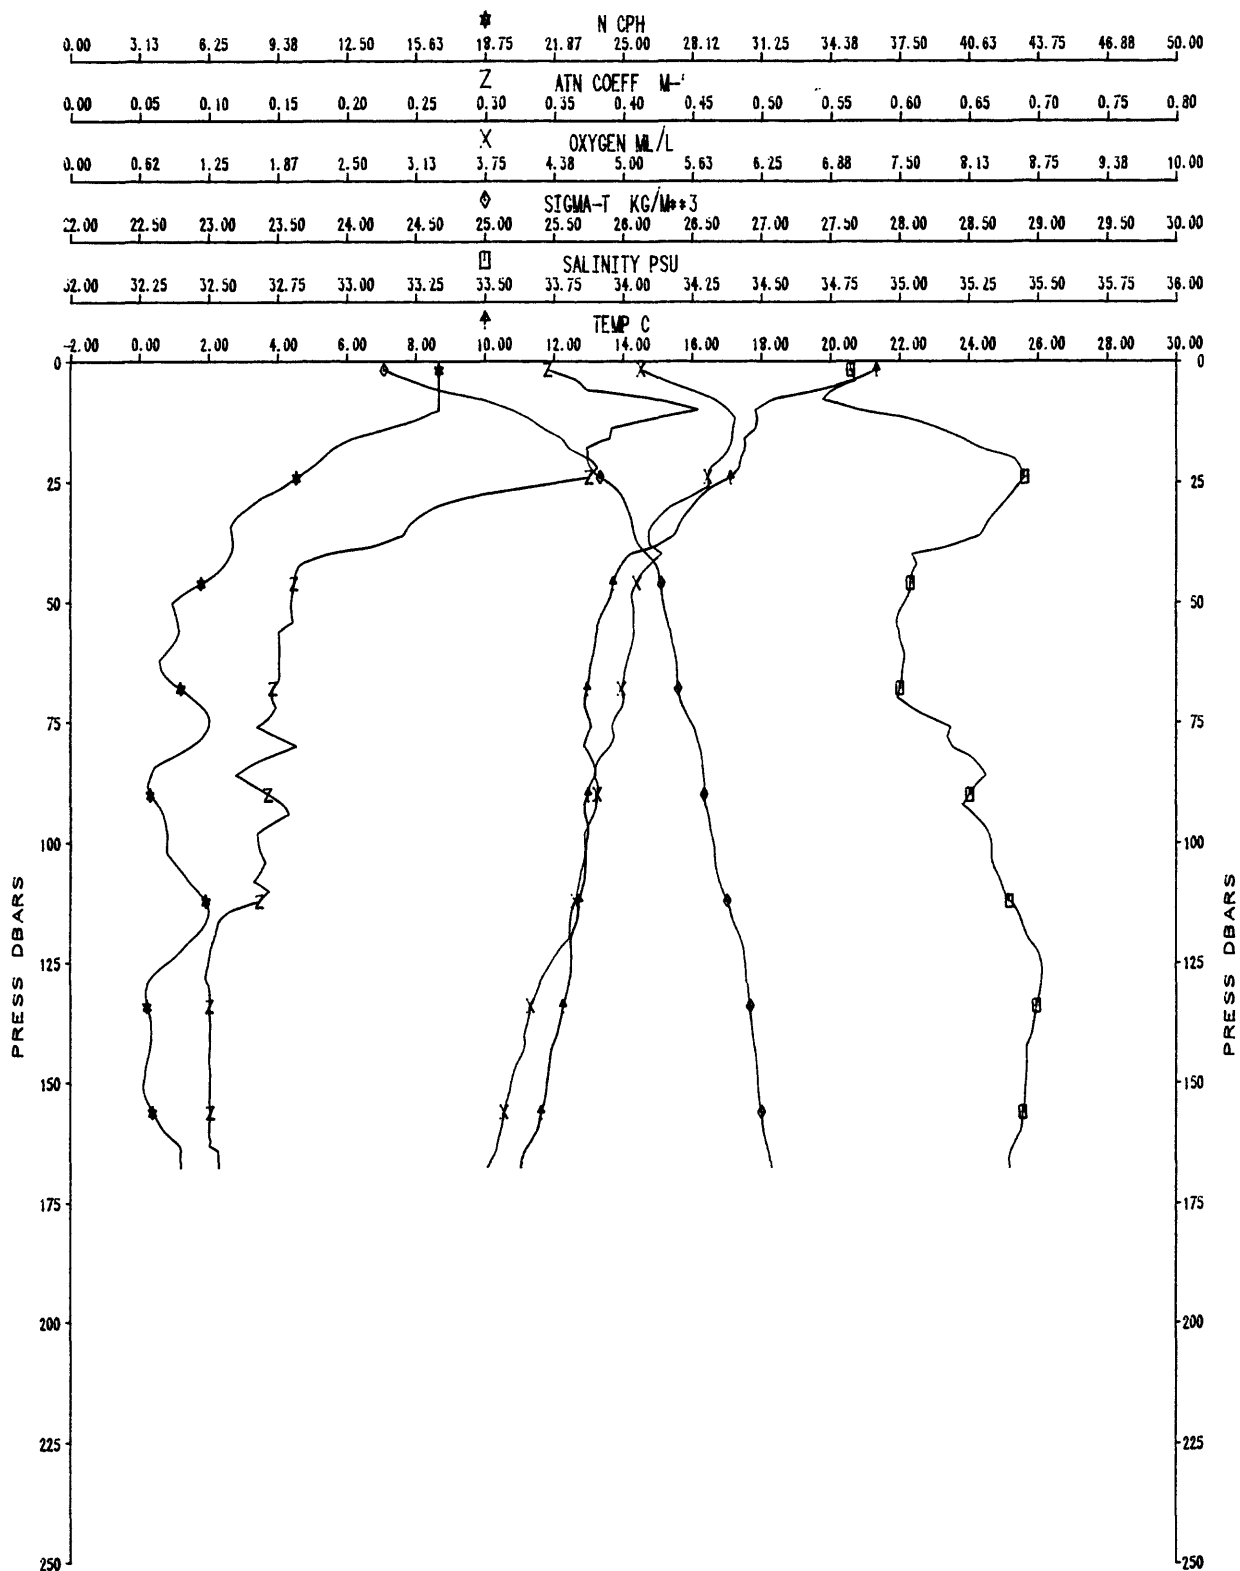 N CPH
0.00 3.13 6.25 9.38 12.50 15.63 18.75 21.87 25.00 28.12 31.25 34.38 37.50 40.63 43.75 46.88 50.00
Z ATN COEFF M-'
0.00 0.05 0.10 0.15 0.20 0.25 0.30 0.35 0.40 0.45 0.50 0.55 0.60 0.65 0.70 0.75 0.80
X OXYGEN ML/L
0.00 0.62 1.25 1.87 2.50 3.13 3.75 4.38 5.00 5.63 6.25 6.88 7.50 8.13 8.75 9.38 10.00
SIGMA-T KG/M**3
22.00 22.50 23.00 23.50 24.00 24.50 25.00 25.50 26.00 26.50 27.00 27.50 28.00 28.50 29.00 29.50 30.00
SALINITY PSU
32.00 32.25 32.50 32.75 33.00 33.25 33.50 33.75 34.00 34.25 34.50 34.75 35.00 35.25 35.50 35.75 36.00
TEMP C
-2.00 0.00 2.00 4.00 6.00 8.00 10.00 12.00 14.00 16.00 18.00 20.00 22.00 24.00 26.00 28.00 30.00
0 0
25 25
50 50
75 75
100 100
125 125
150 150
175 175
200 200
225 225
250 250
PRESS DBARS
PRESS DBARS